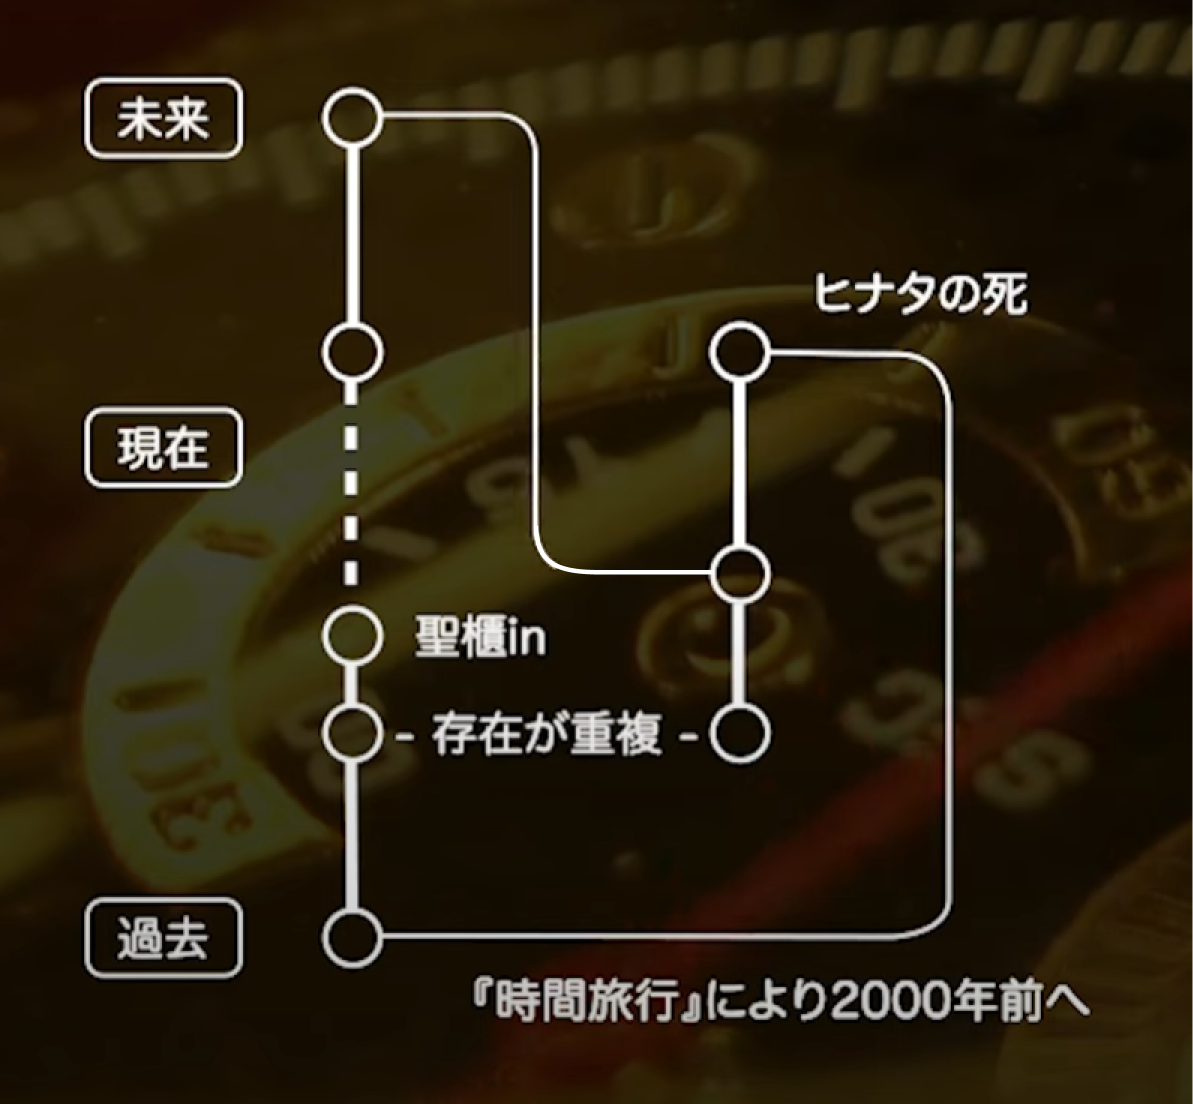 未来
ヒナタの死
現在
聖櫃in
- 存在が重複 -
過去
『時間旅行』により2000年前へ